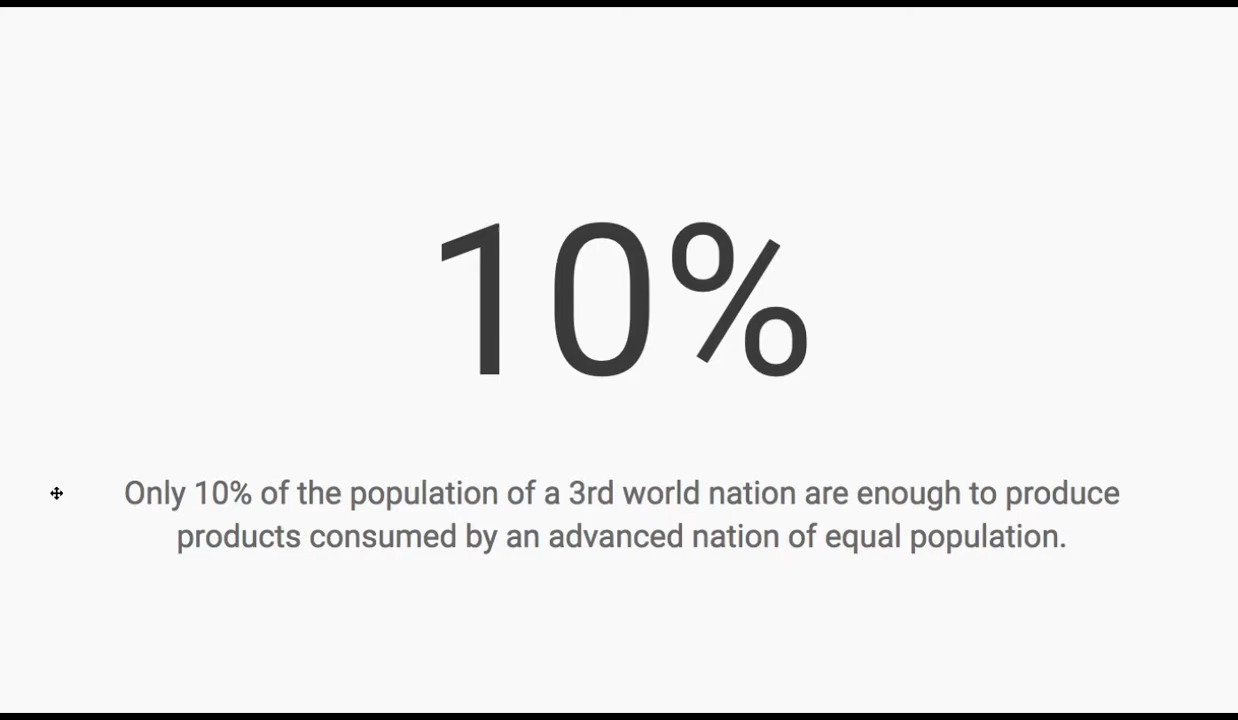 10%
Only 10% of the population of a 3rd world nation are enough to produce
products consumed by an advanced nation of equal population.